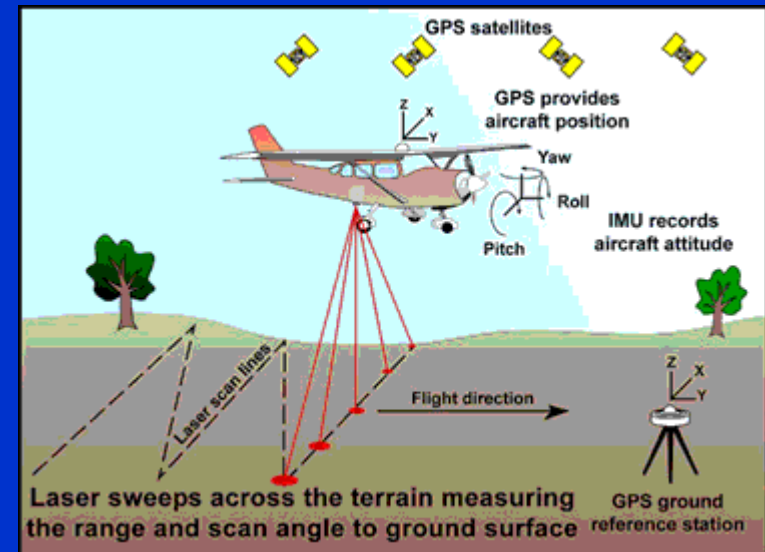 GPS satellites
GPS provides
aircraft position
Z
X
Y
Yaw
Roll
Pitch
IMU records
aircraft attitude
Laser scan lines
Flight direction
Z
X
Y
Laser sweeps across the terrain measuring
the range and scan angle to ground surface
GPS ground
reference station